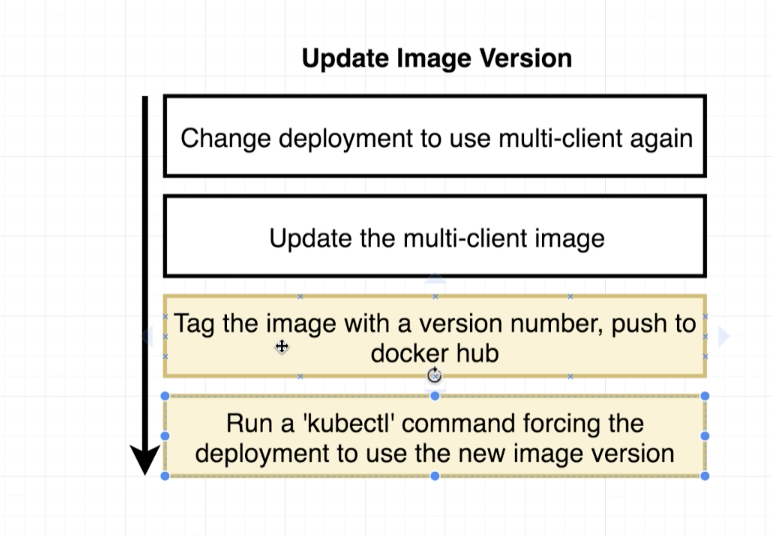 Update Image Version
Change deployment to use multi-client again
Update the multi-client image
Tag the image with a version number, push to
docker hub
Run a 'kubectl' command forcing the
deployment to use the new image version